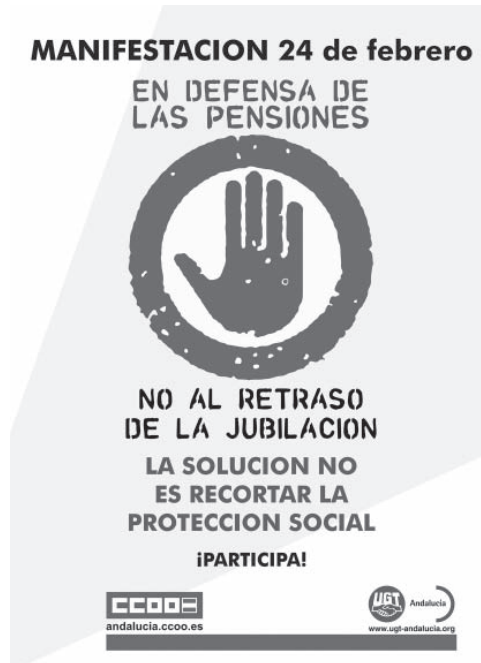 MANIFESTACION 24 de febrero
EN DEFENSA DE
LAS PENSIONES
NO AL RETRASO
DE LA JUBILACION
LA SOLUCION NO
ES RECORTAR LA
PROTECCION SOCIAL
¡PARTICIPA!
CCOO
andalucia.ccoo.es
UGT Andalucía
www.ugt-andalucia.org